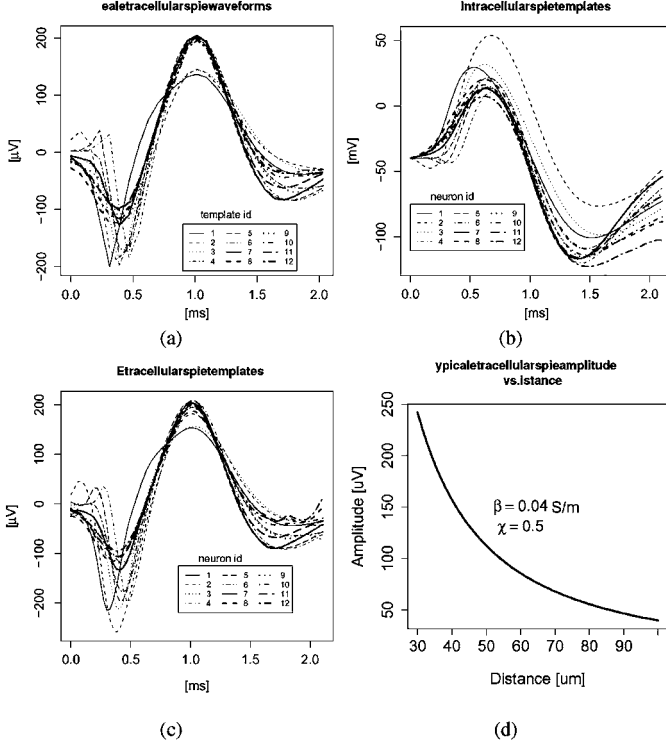 ealetracellularspiewaveforms
200
100
0
−100
−200
[µV]
template id
1 5 9
2 6 10
3 7 11
4 8 12
0.0 0.5 1.0 1.5 2.0
[ms]
(a)
Intracellularspietemplates
50
0
−50
−100
[mV]
neuron id
1 5 9
2 6 10
3 7 11
4 8 12
0.0 0.5 1.0 1.5 2.0
[ms]
(b)
Etracellularspietemplates
200
100
0
−100
−200
[µV]
neuron id
1 5 9
2 6 10
3 7 11
4 8 12
0.0 0.5 1.0 1.5 2.0
[ms]
(c)
ypicaletracellularspieamplitude
vs.istance
250
200
150
100
50
Amplitude [uV]
β = 0.04 S/m
χ = 0.5
30 40 50 60 70 80 90
Distance [um]
(d)